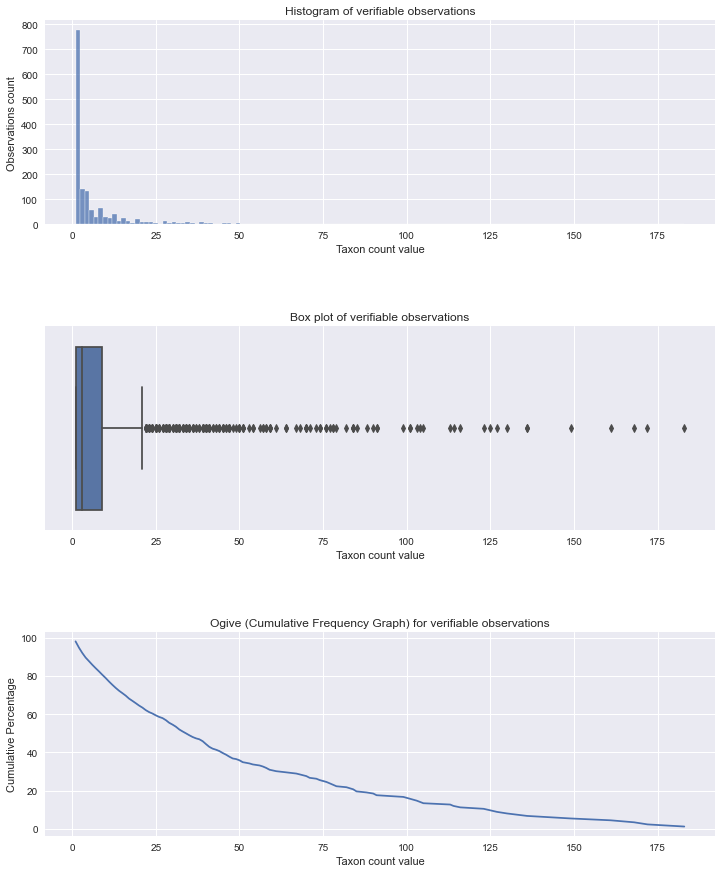 Histogram of verifiable observations
Observations count
800
700
600
500
400
300
200
100
0
0 25 50 75 100 125 150 175
Taxon count value
Box plot of verifiable observations
0 25 50 75 100 125 150 175
Taxon count value
Ogive (Cumulative Frequency Graph) for verifiable observations
Cumulative Percentage
100
80
60
40
20
0
0 25 50 75 100 125 150 175
Taxon count value